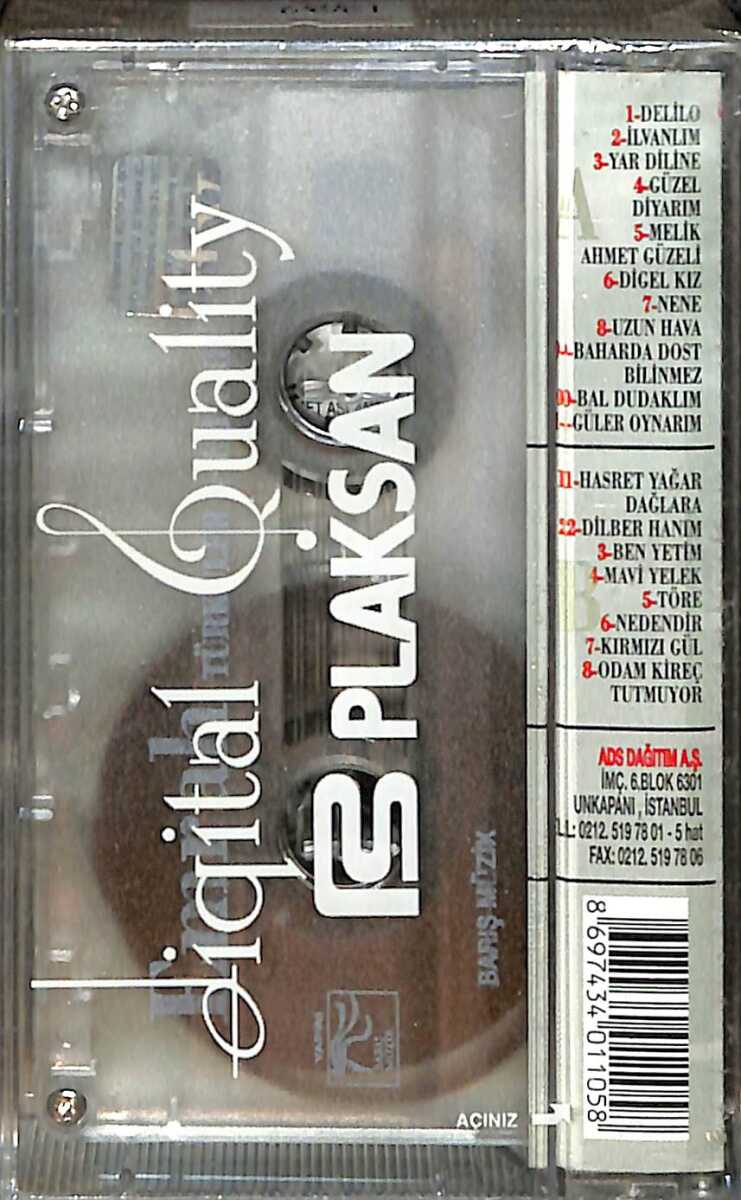 Digital Quality
PLAKSAN
TÜRKÜLER
BARIŞ MÜZİK
AÇINIZ
A
1-DELİLO
2-İLVANLIM
3-YAR DİLİNE
4-GÜZEL
DİYARIM
5-MELİK
AHMET GÜZELİ
6-DİGEL KIZ
7-NENE
8-UZUN HAVA
-BAHARDA DOST
BİLİNMEZ
-BAL DUDAKLIM
-GÜLER OYNARIM
B
-HASRET YAĞAR
DAĞLARA
-DİLBER HANIM
3-BEN YETİM
4-MAVİ YELEK
5-TÖRE
6-NEDENDİR
7-KIRMIZI GÜL
8-ODAM KİREÇ
TUTMUYOR
ADS DAĞITIM A.Ş.
İMÇ. 6.BLOK 6301
UNKAPANI , İSTANBUL
LL: 0212. 519 78 01 - 5 hat
FAX: 0212. 519 78 06
8 697434 011058